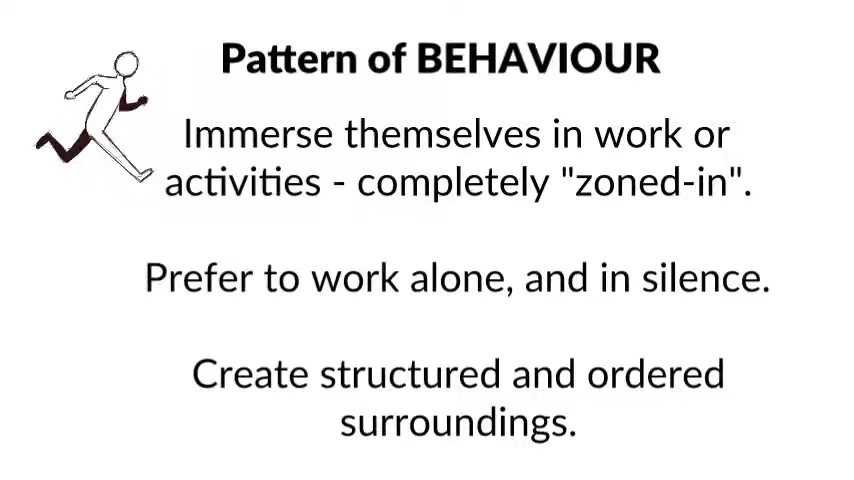 Pattern of BEHAVIOUR
Immerse themselves in work or
activities - completely "zoned-in".
Prefer to work alone, and in silence.
Create structured and ordered
surroundings.